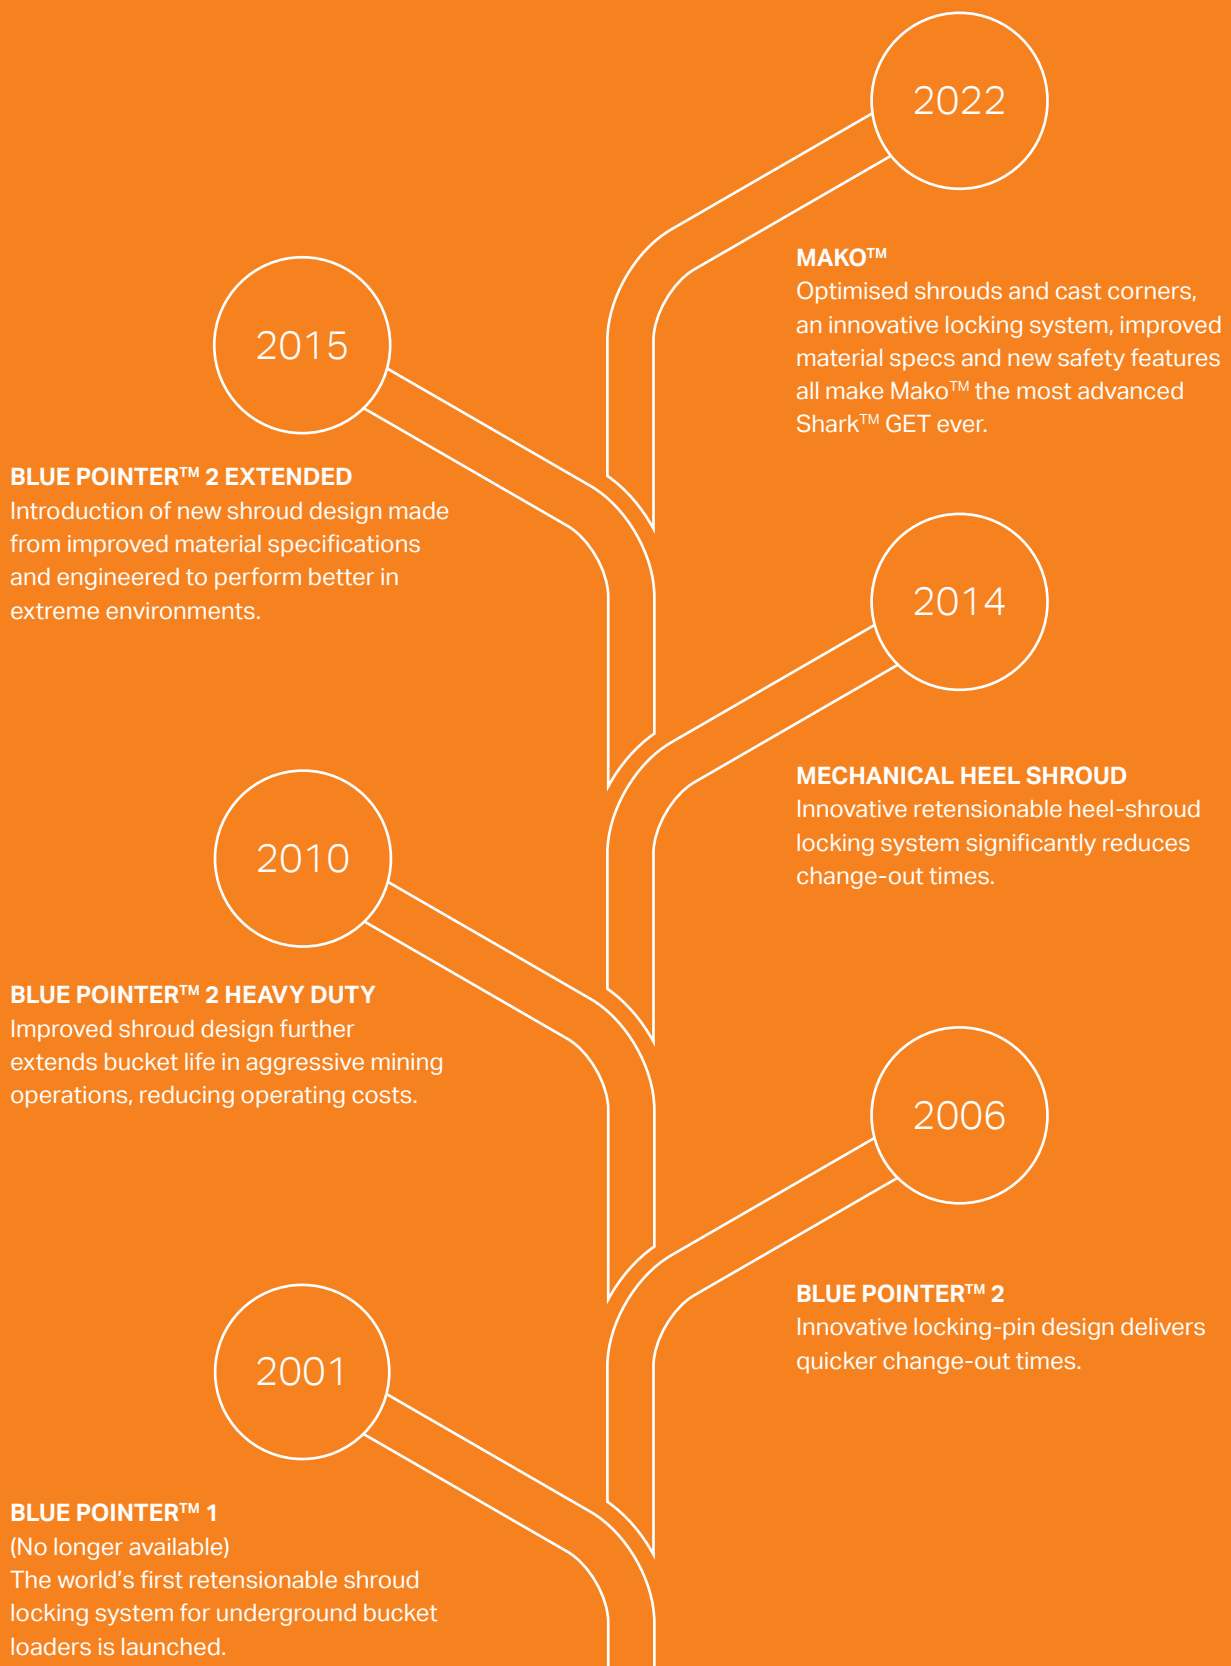 2022
MAKO™
Optimised shrouds and cast corners,
an innovative locking system, improved
material specs and new safety features
all make Mako™ the most advanced
Shark™ GET ever.
2015
BLUE POINTER™ 2 EXTENDED
Introduction of new shroud design made
from improved material specifications
and engineered to perform better in
extreme environments.
2014
MECHANICAL HEEL SHROUD
Innovative retensionable heel-shroud
locking system significantly reduces
change-out times.
2010
BLUE POINTER™ 2 HEAVY DUTY
Improved shroud design further
extends bucket life in aggressive mining
operations, reducing operating costs.
2006
BLUE POINTER™ 2
Innovative locking-pin design delivers
quicker change-out times.
2001
BLUE POINTER™ 1
(No longer available)
The world's first retensionable shroud
locking system for underground bucket
loaders is launched.